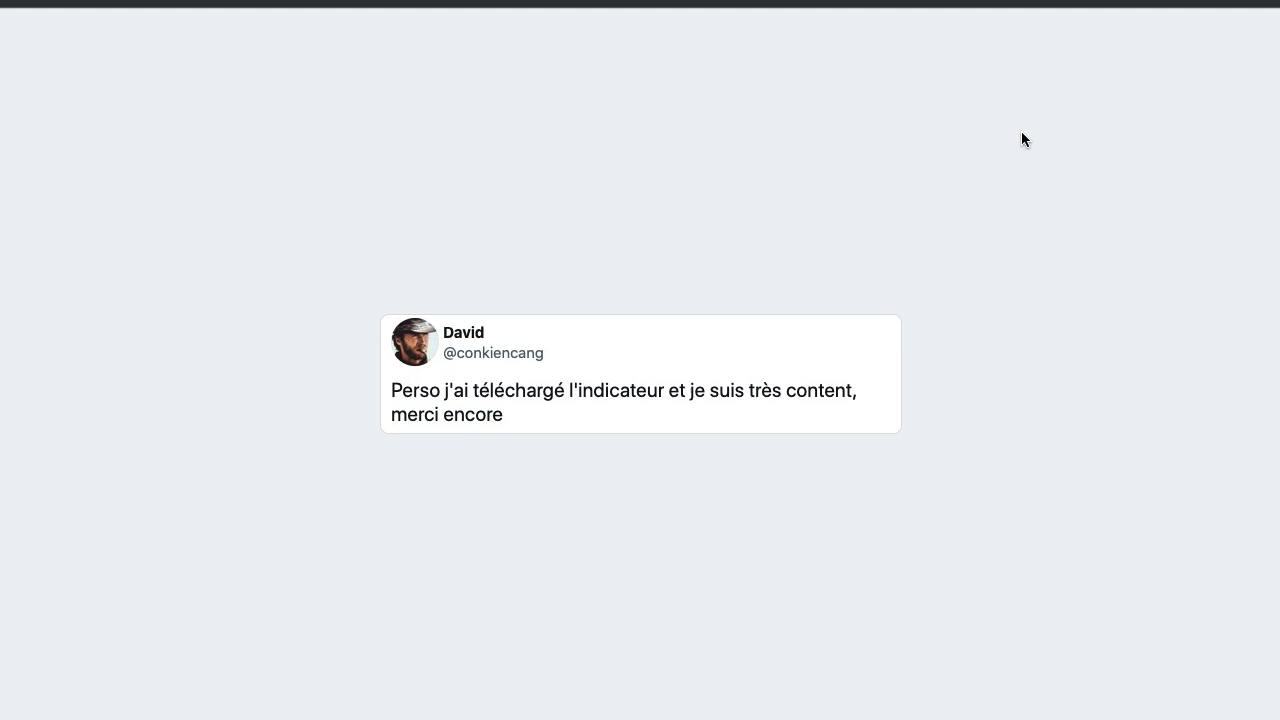 David
@conkiencang
Perso j'ai téléchargé l'indicateur et je suis très content,
merci encore